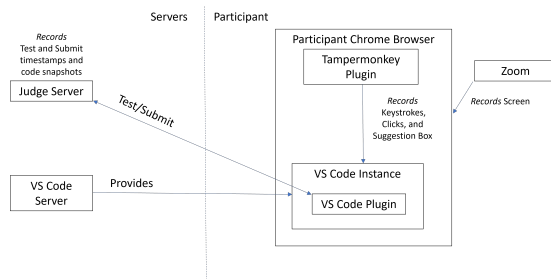 Servers
Participant
Records
Test and Submit
timestamps and
code snapshots
Judge Server
Test/Submit
VS Code
Server
Provides
Participant Chrome Browser
Tampermonkey
Plugin
Records
Keystrokes,
Clicks, and
Suggestion Box
VS Code Instance
VS Code Plugin
Zoom
Records Screen